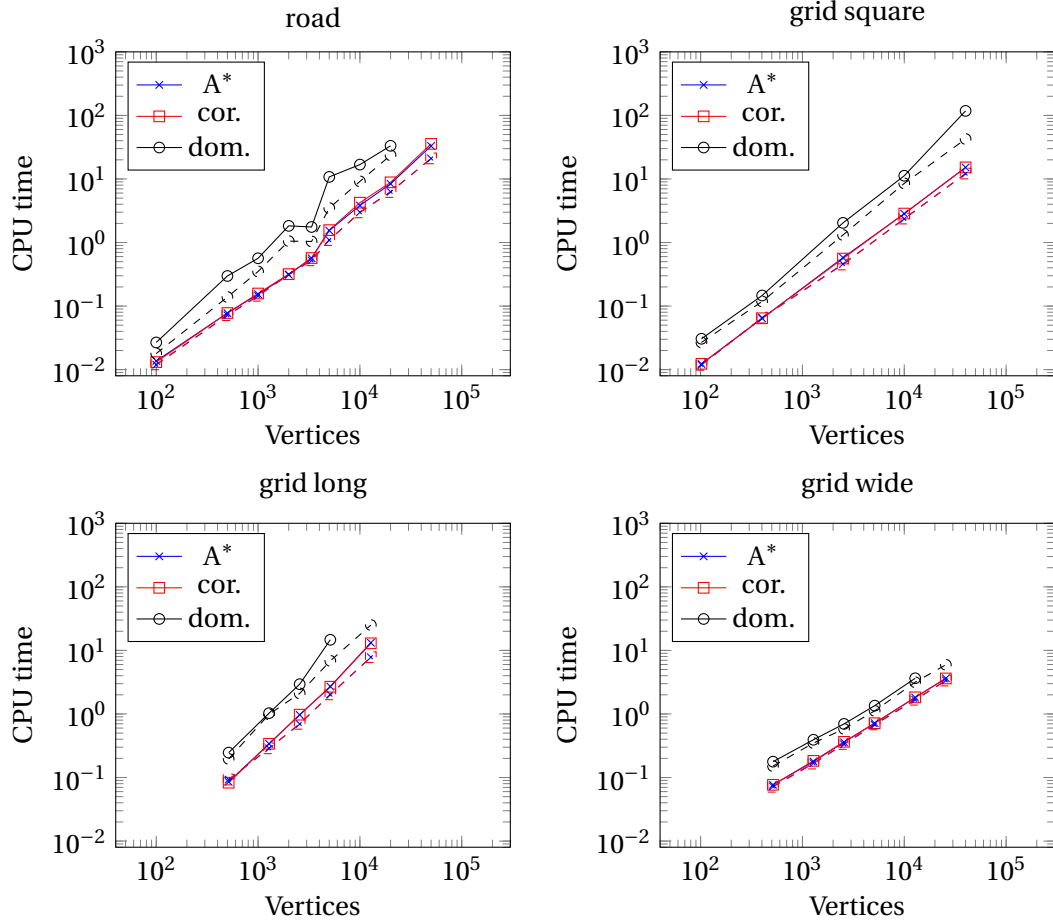 road
10^3
10^2
10^1
10^0
10^-1
10^-2
CPU time
A*
cor.
dom.
10^2
10^3
10^4
10^5
Vertices
grid square
10^3
10^2
10^1
10^0
10^-1
10^-2
CPU time
A*
cor.
dom.
10^2
10^3
10^4
10^5
Vertices
grid long
10^3
10^2
10^1
10^0
10^-1
10^-2
CPU time
A*
cor.
dom.
10^2
10^3
10^4
10^5
Vertices
grid wide
10^3
10^2
10^1
10^0
10^-1
10^-2
CPU time
A*
cor.
dom.
10^2
10^3
10^4
10^5
Vertices